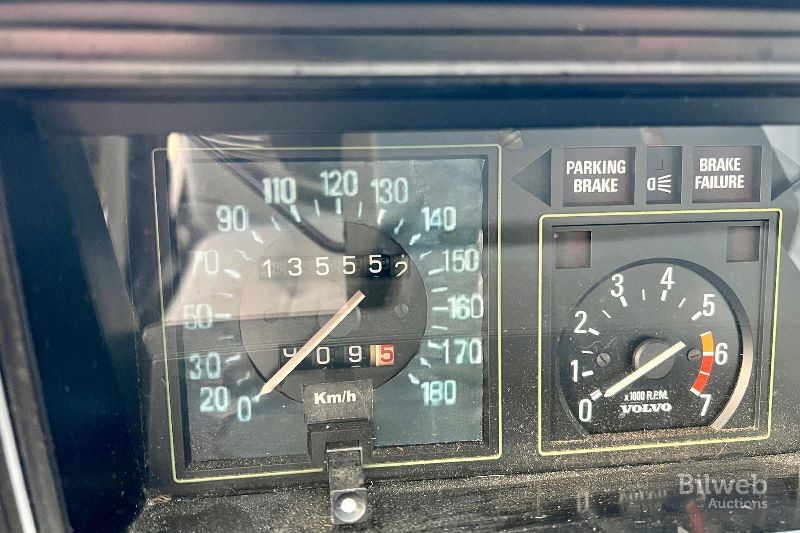 PARKING BRAKE
BRAKE FAILURE
0 20 30 50 70 90 110 120 130 140 150 160 170 180
135552
4095
Km/h
0 1 2 3 4 5 6 7
x1000 R.P.M.
VOLVO
Bilweb
Auctions